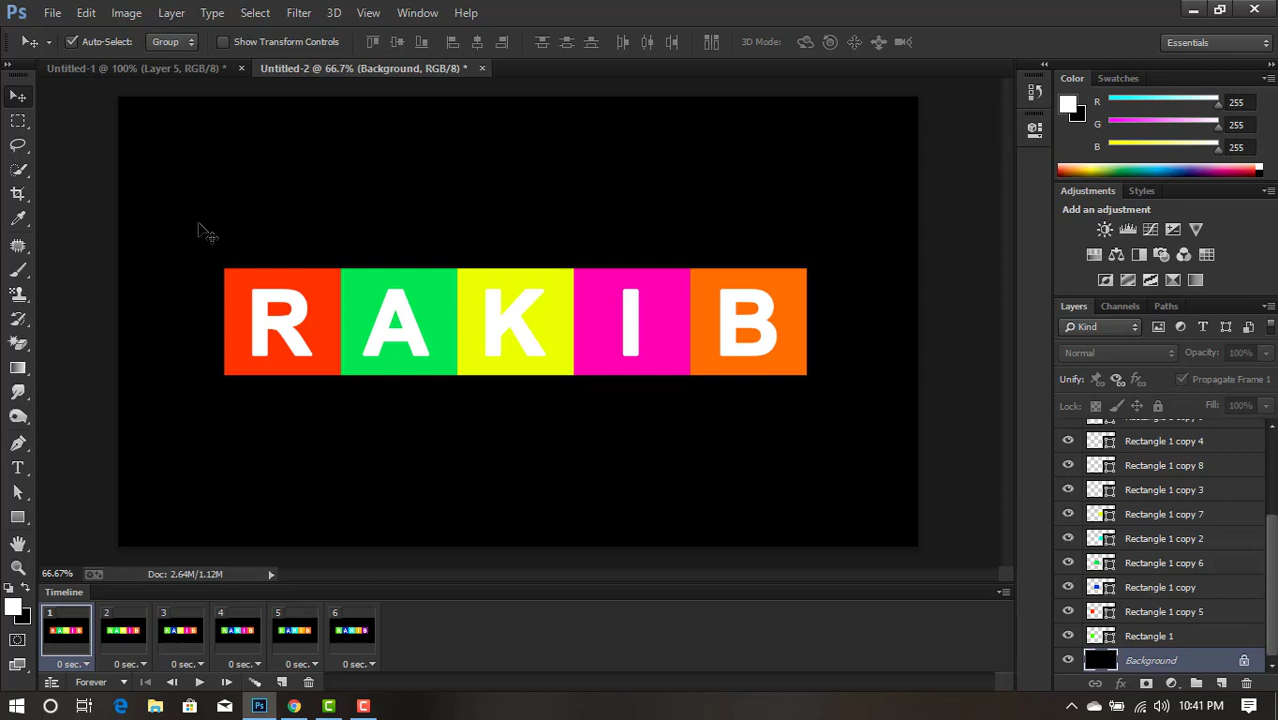 Ps File Edit Image Layer Type Select Filter 3D View Window Help
Auto-Select: Group Show Transform Controls 3D Mode: Essentials
Untitled-1 @ 100% (Layer 5, RGB/8) * Untitled-2 @ 66.7% (Background, RGB/8) *
Color Swatches
R 255
G 255
B 255
Adjustments Styles
Add an adjustment
R A K I B
Layers Channels Paths
Kind
Normal Opacity: 100%
Unify: Propagate Frame 1
Lock: Fill: 100%
Rectangle 1 copy 4
Rectangle 1 copy 8
Rectangle 1 copy 3
Rectangle 1 copy 7
Rectangle 1 copy 2
Rectangle 1 copy 6
Rectangle 1 copy
Rectangle 1 copy 5
Rectangle 1
Background
66.67% Doc: 2.64M/1.12M
Timeline
1 2 3 4 5 6
0 sec. 0 sec. 0 sec. 0 sec. 0 sec. 0 sec.
Forever
10:41 PM